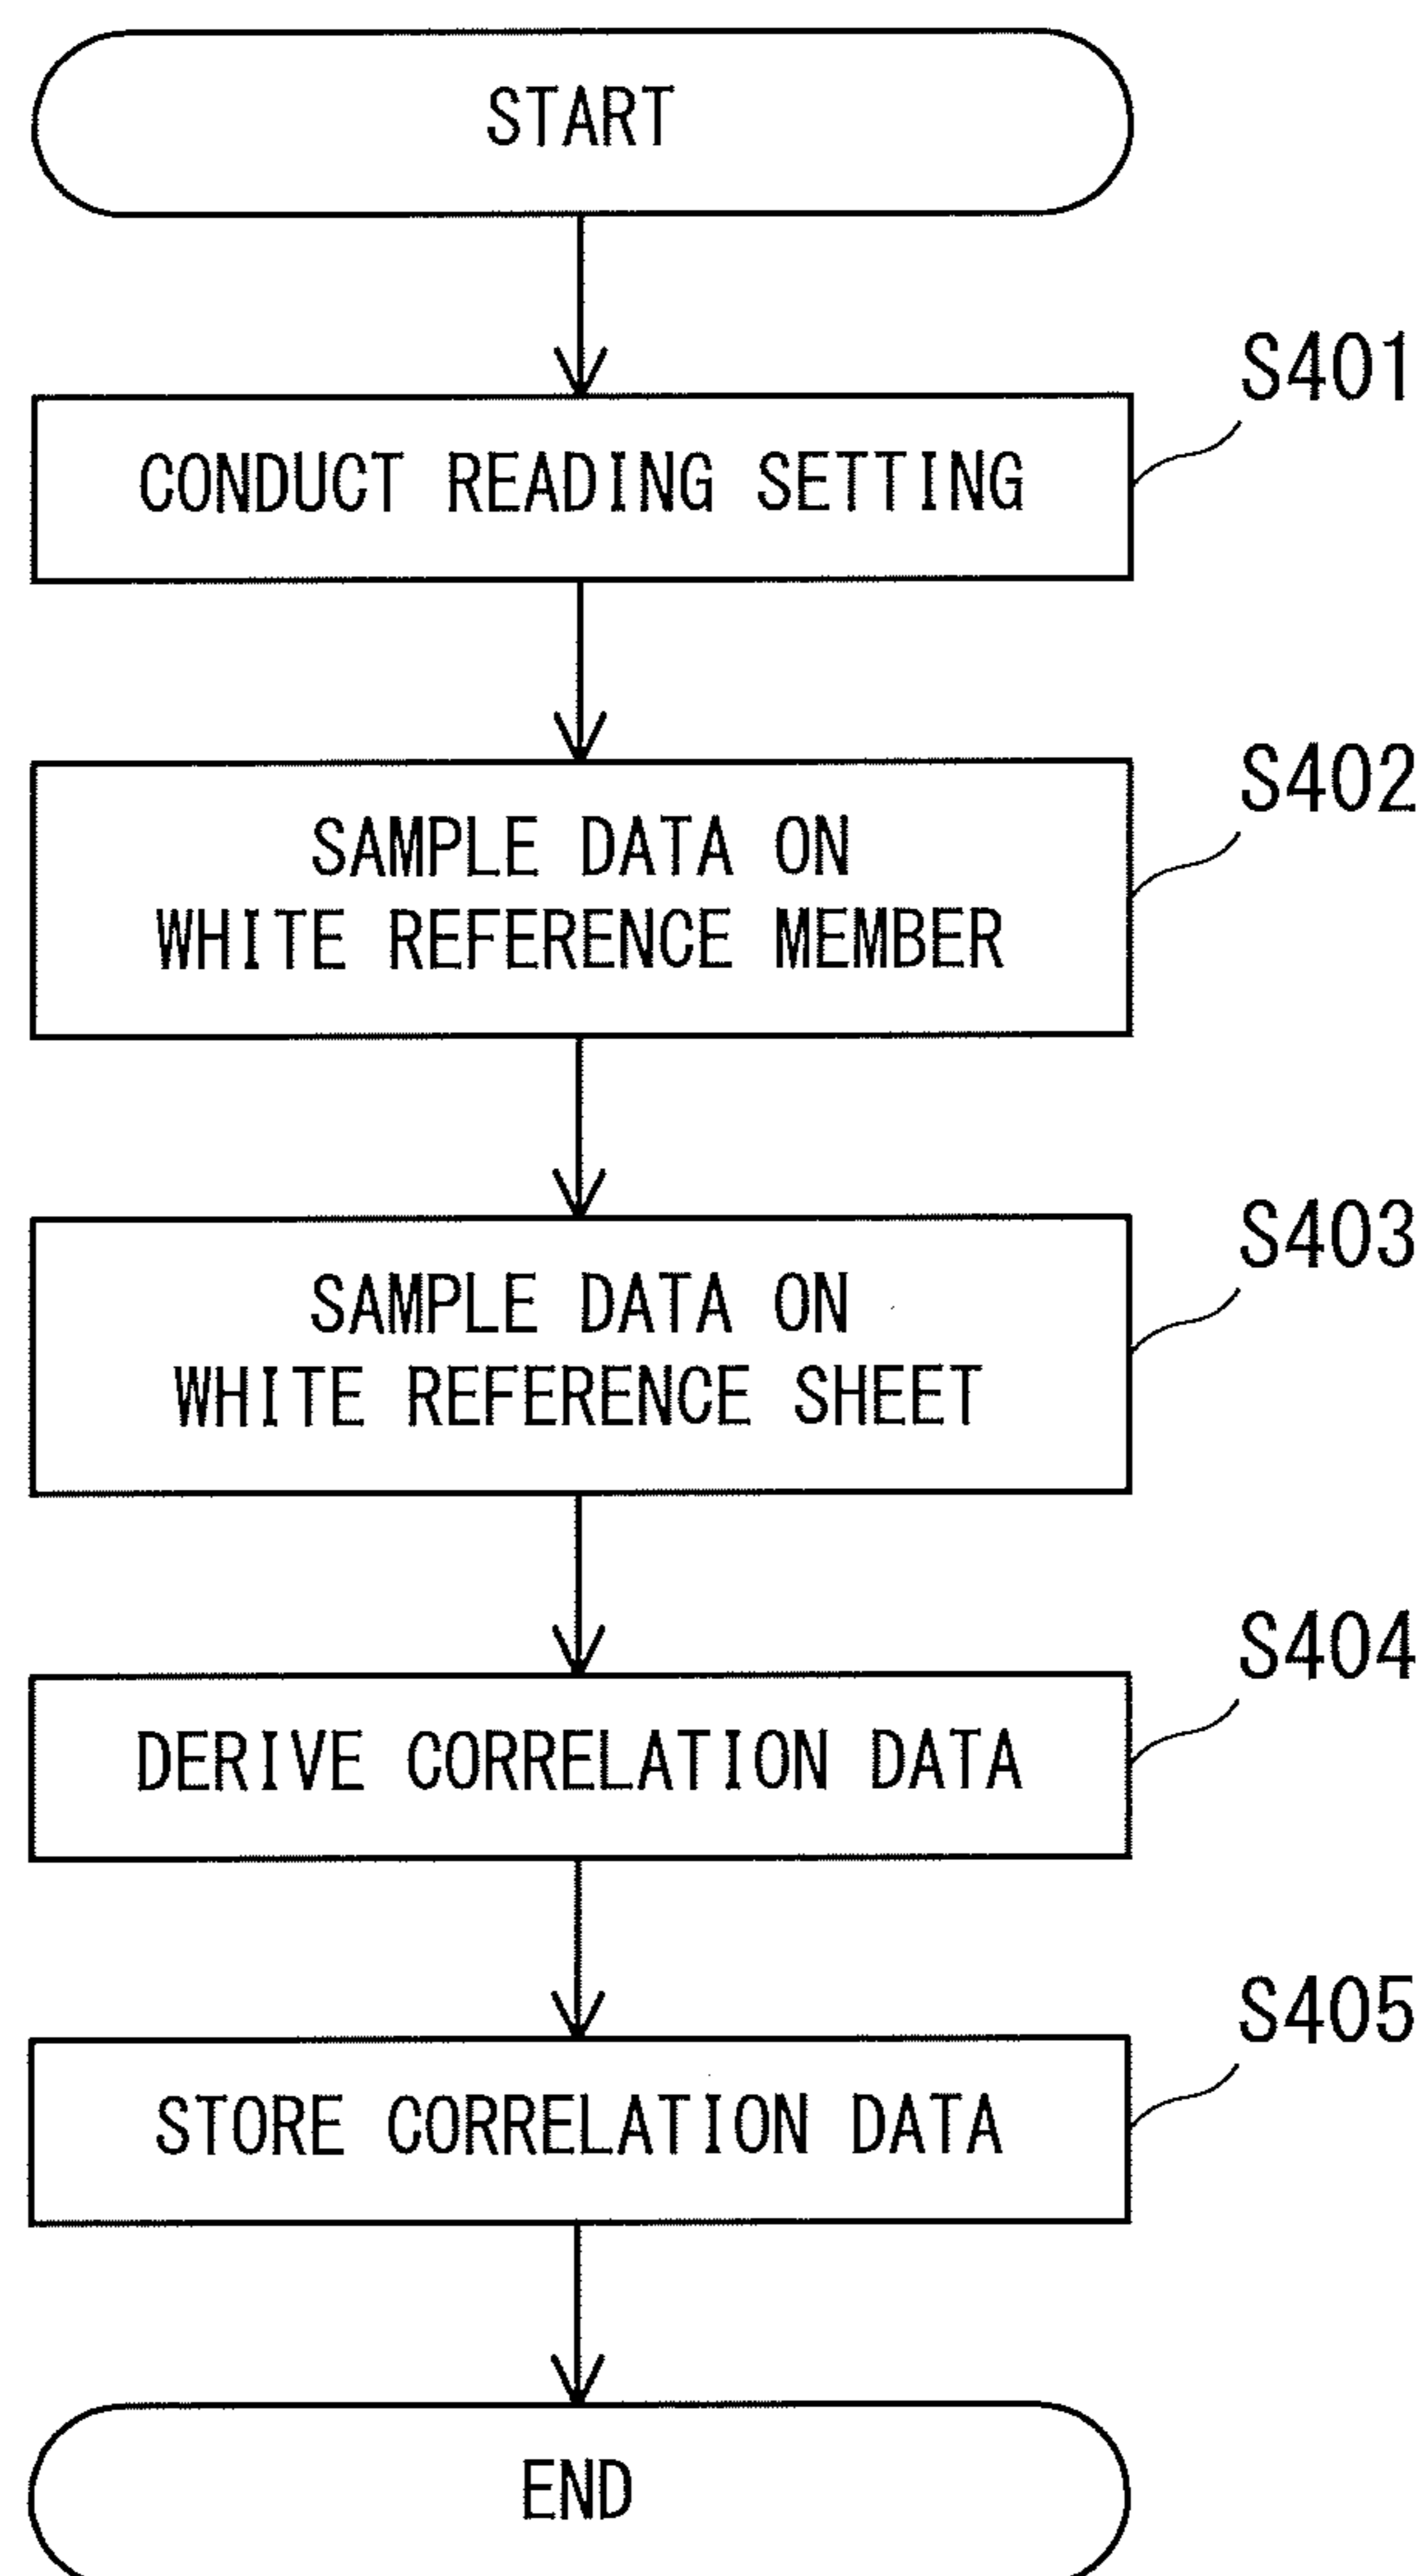 START
S401
CONDUCT READING SETTING
S402
SAMPLE DATA ON
WHITE REFERENCE MEMBER
S403
SAMPLE DATA ON
WHITE REFERENCE SHEET
S404
DERIVE CORRELATION DATA
S405
STORE CORRELATION DATA
END